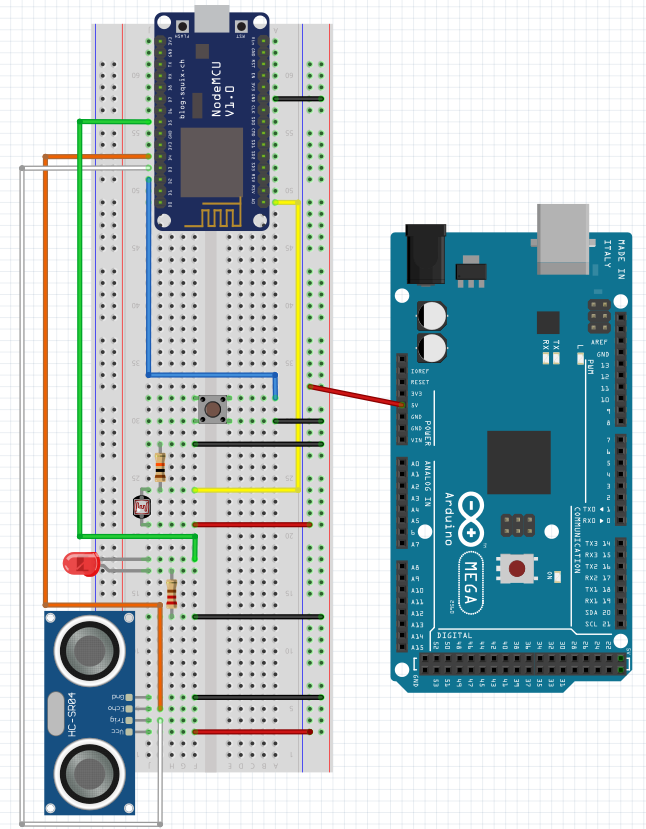 FLASH
RST
blog.squix.ch
NodeMCU
V1.0
60
55
50
45
40
35
30
25
20
15
10
5
1
J
H
G
F
E
D
C
B
A
HC-SR04
Gnd
Echo
Trig
Vcc
MADE IN
ITALY
RX
TX
L
PWM
AREF
GND
13
12
11
10
9
8
7
6
5
4
3
2
TX0 1
RX0 0
COMMUNICATION
TX3 14
RX3 15
TX2 16
RX2 17
TX1 18
RX1 19
SDA 20
SCL 21
IOREF
RESET
3V3
5V
GND
GND
VIN
POWER
A0
A1
A2
A3
A4
A5
6
A7
ANALOG IN
A8
A9
A10
A11
A12
A13
A14
A15
Arduino
MEGA
2560
ON
DIGITAL
GND